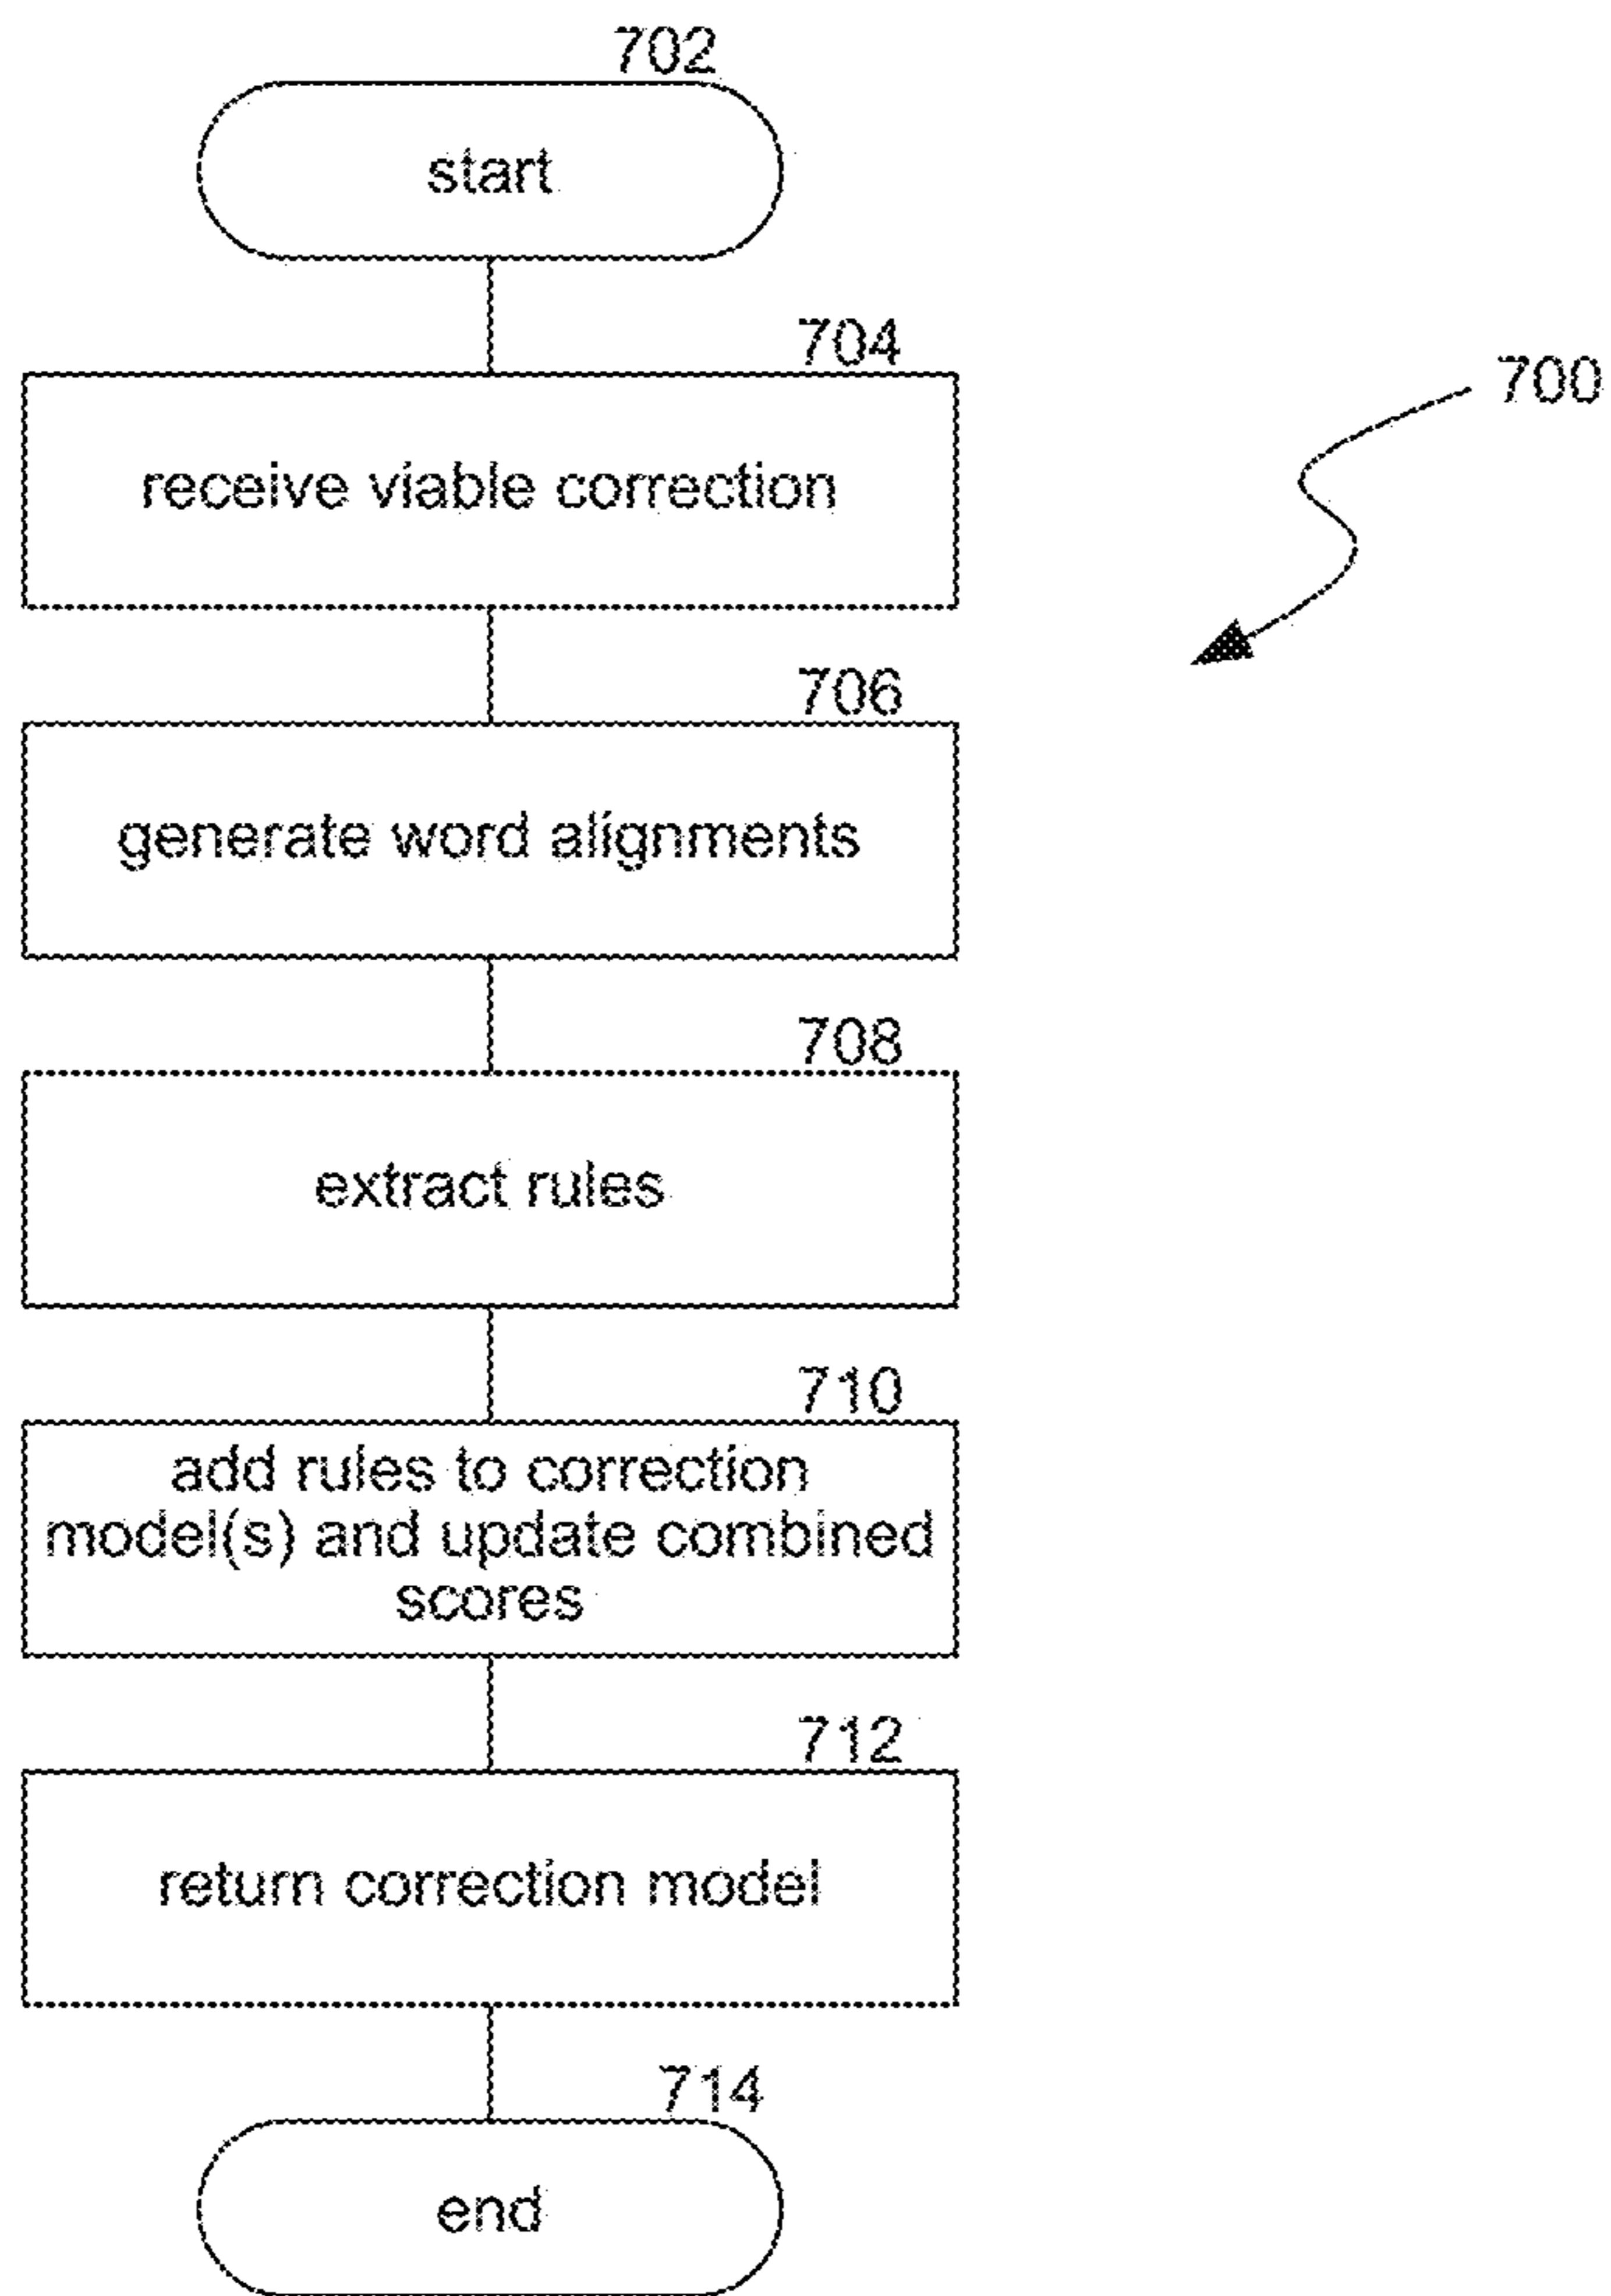 702
start
704
700
receive viable correction
706
generate word alignments
708
extract rules
710
add rules to correction
model(s) and update combined
scores
712
return correction model
714
end